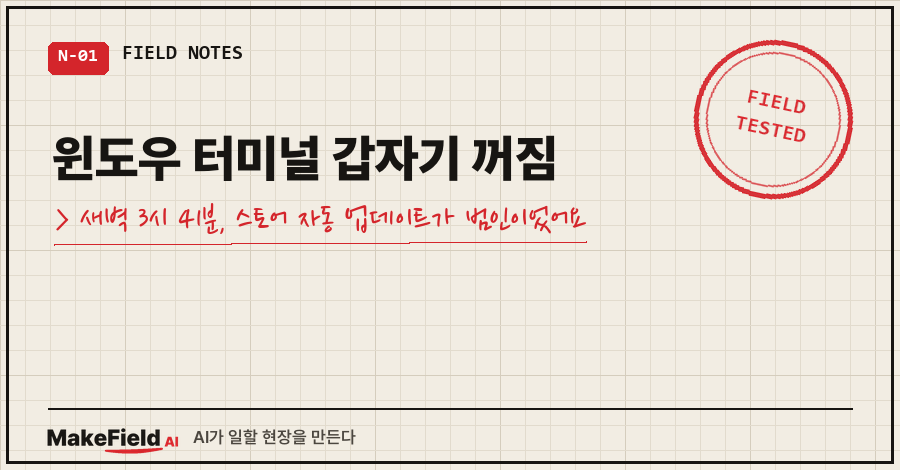 N-01 FIELD NOTES
FIELD
TESTED
윈도우 터미널 갑자기 꺼짐
> 새벽 3시 41분, 스토어 자동 업데이트가 범인이었어요
MakeField AI AI가 일할 현장을 만든다